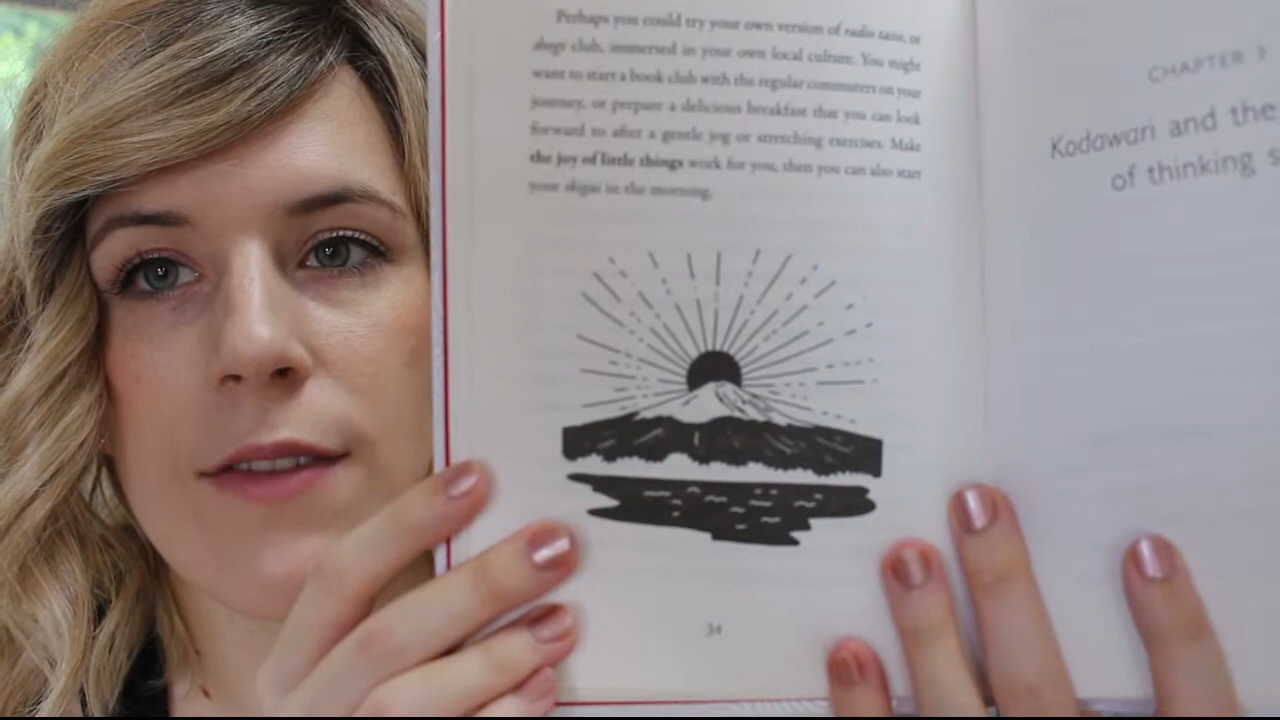 Perhaps you could try your own version of radio taiso, or
shogi club, immersed in your own local culture. You might
want to start a book club with the regular commuters on your
journey, or prepare a delicious breakfast that you can look
forward to after a gentle jog or stretching exercises. Make
the joy of little things work for you, then you can also start
your ikigai in the morning.
34
CHAPTER
Kodawari and the
of thinking